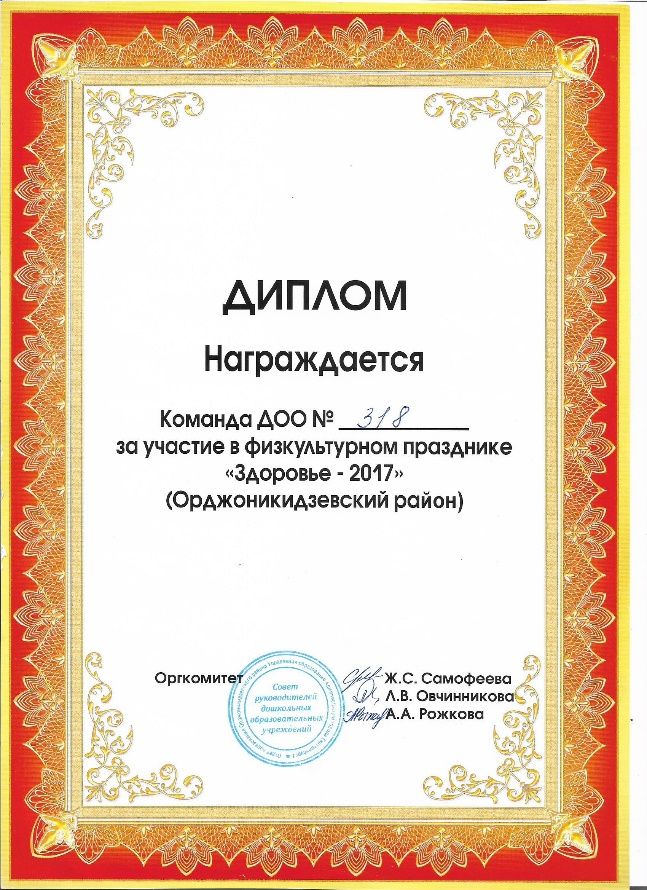 ДИПЛОМ
Награждается
Команда ДОО № 318
за участие в физкультурном празднике
«Здоровье - 2017»
(Орджоникидзевский район)
Оргкомитет
Совет
руководителей
дошкольных
образовательных
учреждений
Ж.С. Самофеева
Л.В. Овчинникова
А.А. Рожкова